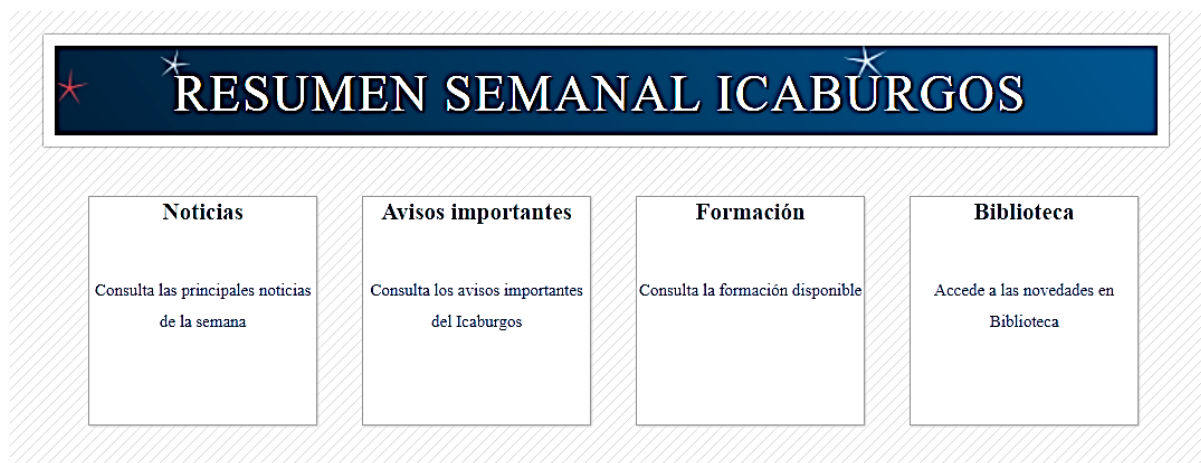 RESUMEN SEMANAL ICABURGOS
Noticias
Consulta las principales noticias
de la semana
Avisos importantes
Consulta los avisos importantes
del Icaburgos
Formación
Consulta la formación disponible
Biblioteca
Accede a las novedades en
Biblioteca